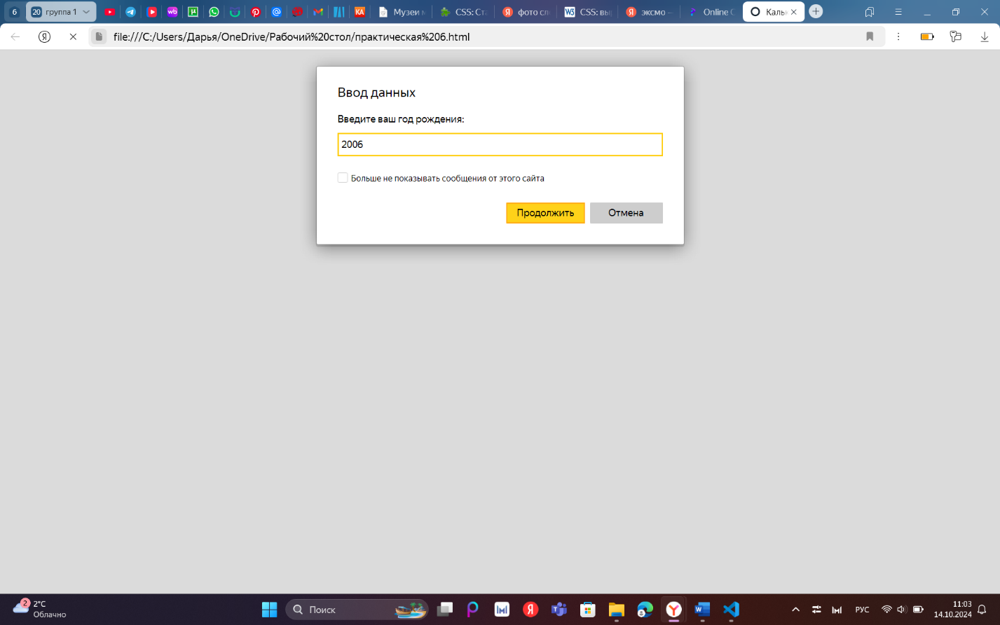 6
20 группа 1
Музеи
CSS: Ста
фото сл
CSS: выр
эксмо –
Online C
Кальк
file:///C:/Users/Дарья/OneDrive/Рабочий%20стол/практическая%206.html
Ввод данных
Введите ваш год рождения:
2006
Больше не показывать сообщения от этого сайта
Продолжить
Отмена
2
2°C
Облачно
Поиск
РУС
11:03
14.10.2024